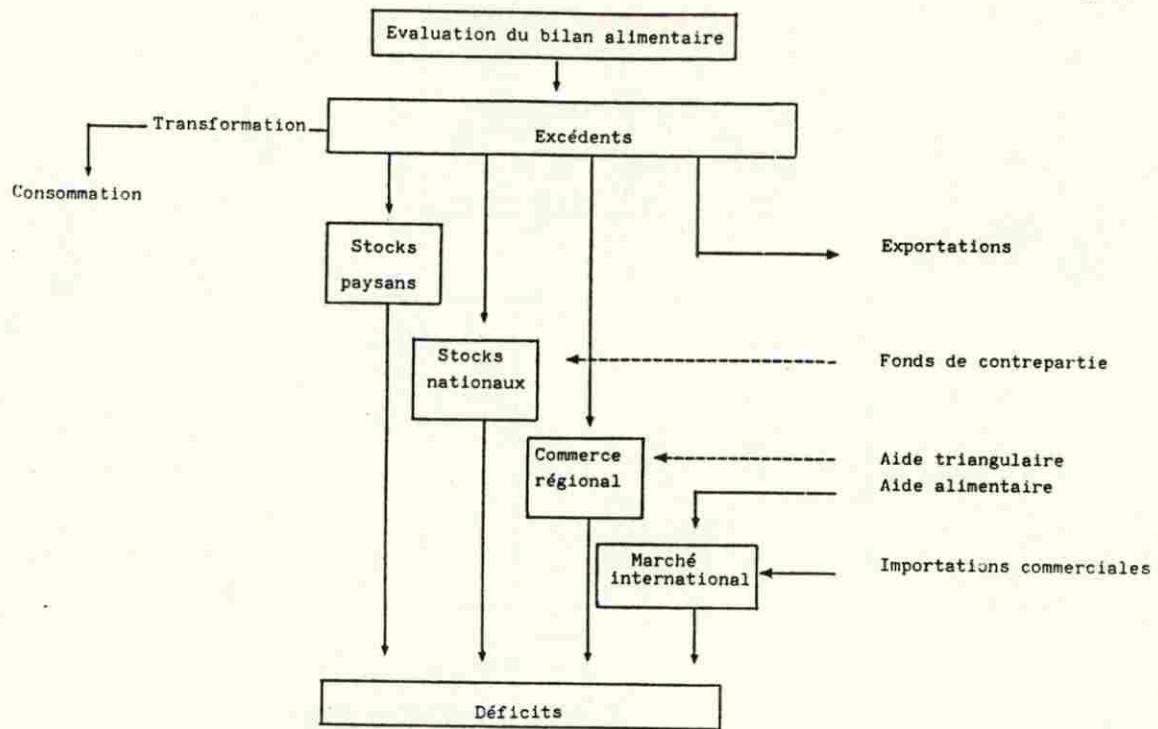 Evaluation du bilan alimentaire
Transformation
Excédents
Consommation
Stocks
paysans
Exportations
Stocks
nationaux
Fonds de contrepartie
Commerce
régional
Aide triangulaire
Aide alimentaire
Marché
international
Importations commerciales
Déficits